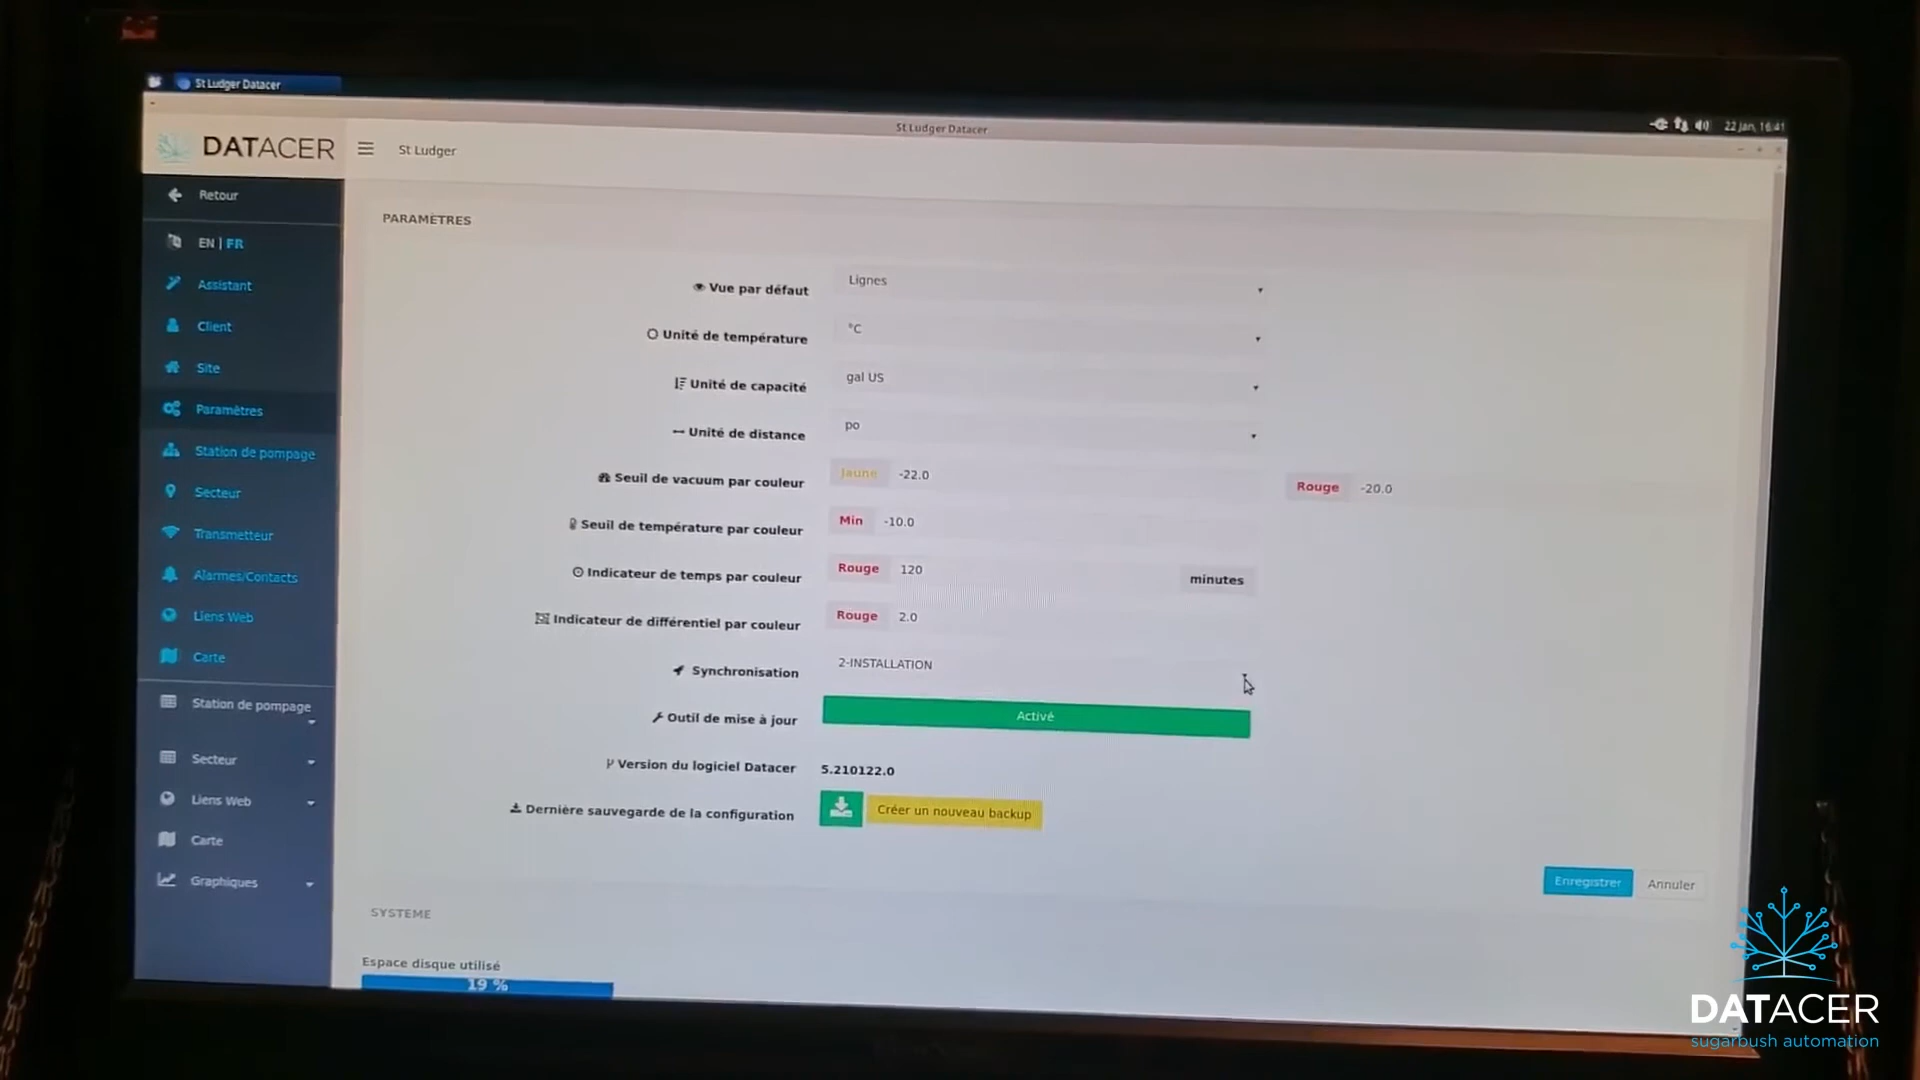 St Ludger Datacer
St Ludger Datacer
22 jan, 16:41
DATACER
St Ludger
Retour
EN | FR
Assistant
Client
Site
Paramètres
Station de pompage
Secteur
Transmetteur
Alarmes/Contacts
Liens Web
Carte
Station de pompage
Secteur
Liens Web
Carte
Graphiques
PARAMÈTRES
Vue par défaut Lignes
Unité de température °C
Unité de capacité gal US
Unité de distance po
Seuil de vacuum par couleur Jaune -22.0 Rouge -20.0
Seuil de température par couleur Min -10.0
Indicateur de temps par couleur Rouge 120 minutes
Indicateur de différentiel par couleur Rouge 2.0
Synchronisation 2-INSTALLATION
Outil de mise à jour Activé
Version du logiciel Datacer 5.210122.0
Dernière sauvegarde de la configuration Créer un nouveau backup
Enregistrer Annuler
SYSTEME
Espace disque utilisé
19 %
DATACER
sugarbush automation